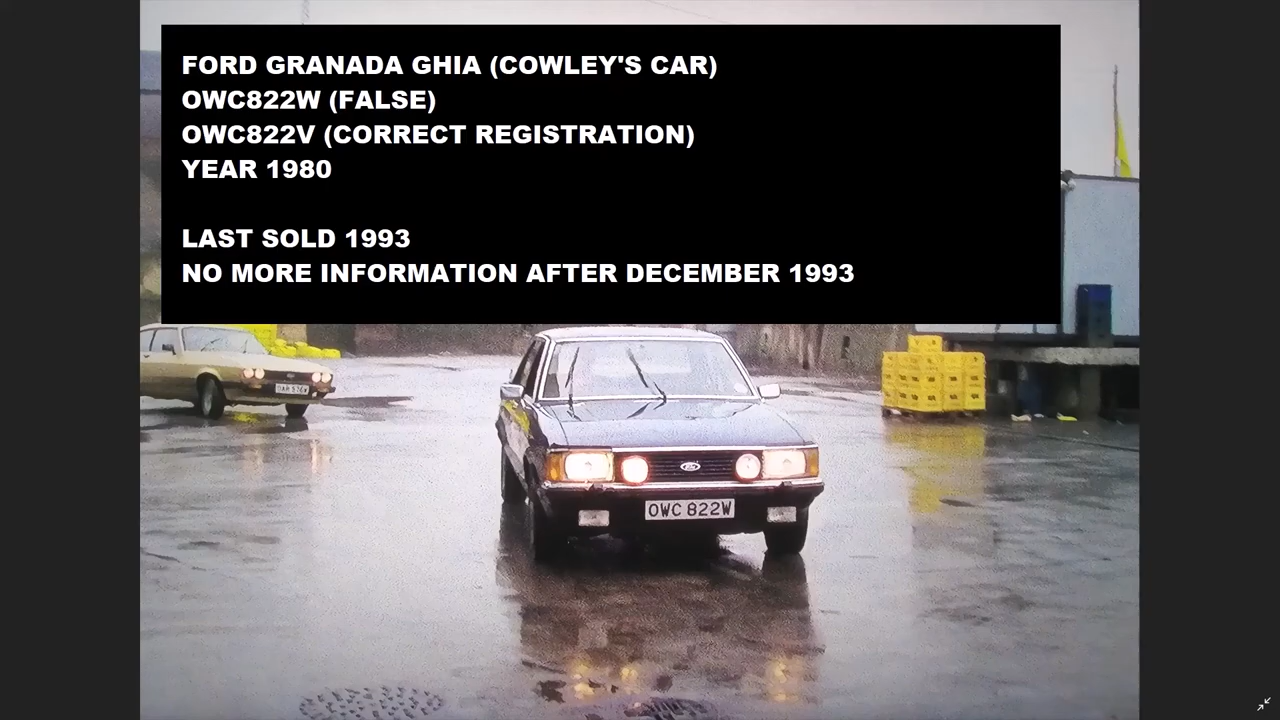 FORD GRANADA GHIA (COWLEY'S CAR)
OWC822W (FALSE)
OWC822V (CORRECT REGISTRATION)
YEAR 1980
LAST SOLD 1993
NO MORE INFORMATION AFTER DECEMBER 1993
OWC 822W